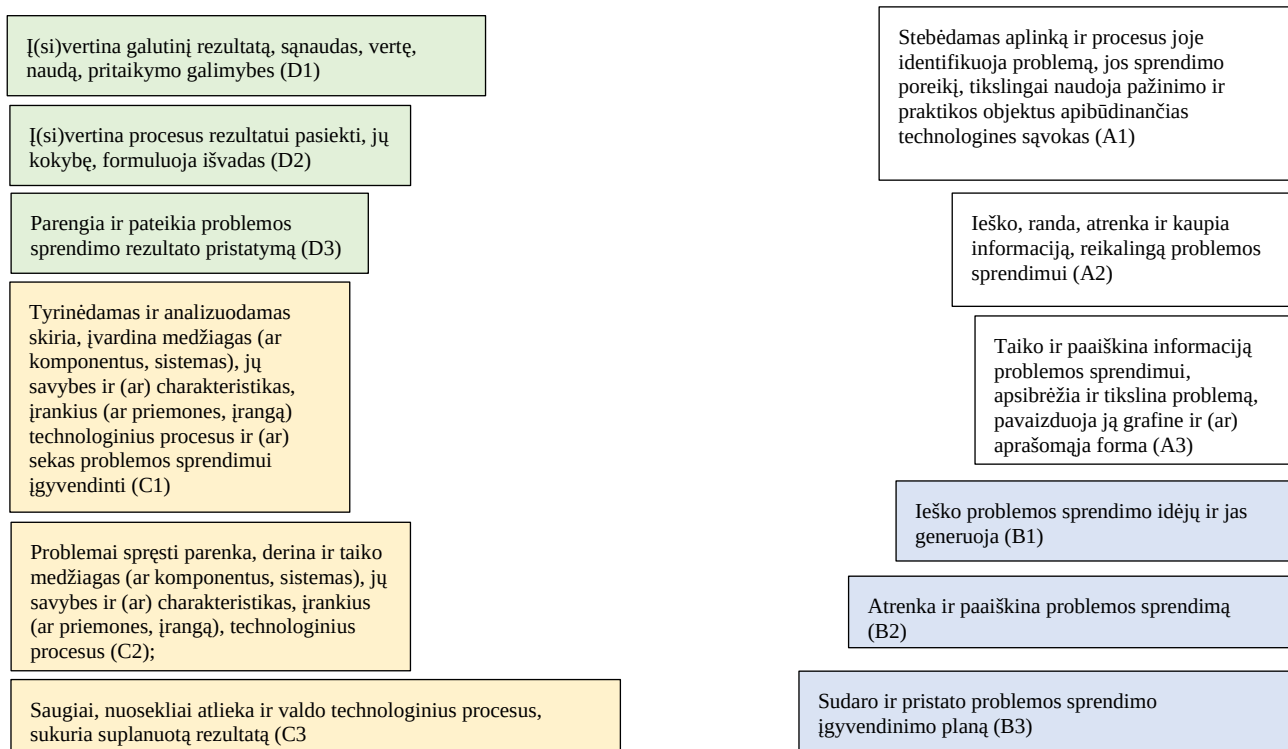 Į(si)vertina galutinį rezultatą, sąnaudas, vertę,
naudą, pritaikymo galimybes (D1)
Į(si)vertina procesus rezultatui pasiekti, jų
kokybę, formuluoja išvadas (D2)
Parengia ir pateikia problemos
sprendimo rezultato pristatymą (D3)
Tyrinėdamas ir analizuodamas
skiria, įvardina medžiagas (ar
komponentus, sistemas), jų
savybes ir (ar) charakteristikas,
įrankius (ar priemones, įrangą)
technologinius procesus ir (ar)
sekas problemos sprendimui
įgyvendinti (C1)
Problemai spręsti parenka, derina ir taiko
medžiagas (ar komponentus, sistemas), jų
savybes ir (ar) charakteristikas, įrankius
(ar priemones, įrangą), technologinius
procesus (C2);
Saugiai, nuosekliai atlieka ir valdo technologinius procesus,
sukuria suplanuotą rezultatą (C3
Stebėdamas aplinką ir procesus joje
identifikuoja problemą, jos sprendimo
poreikį, tikslingai naudoja pažinimo ir
praktikos objektus apibūdinančias
technologines sąvokas (A1)
Ieško, randa, atrenka ir kaupia
informaciją, reikalingą problemos
sprendimui (A2)
Taiko ir paaiškina informaciją
problemos sprendimui,
apsibrėžia ir tikslina problemą,
pavaizduoja ją grafine ir (ar)
aprašomąja forma (A3)
Ieško problemos sprendimo idėjų ir jas
generuoja (B1)
Atrenka ir paaiškina problemos sprendimą
(B2)
Sudaro ir pristato problemos sprendimo
įgyvendinimo planą (B3)